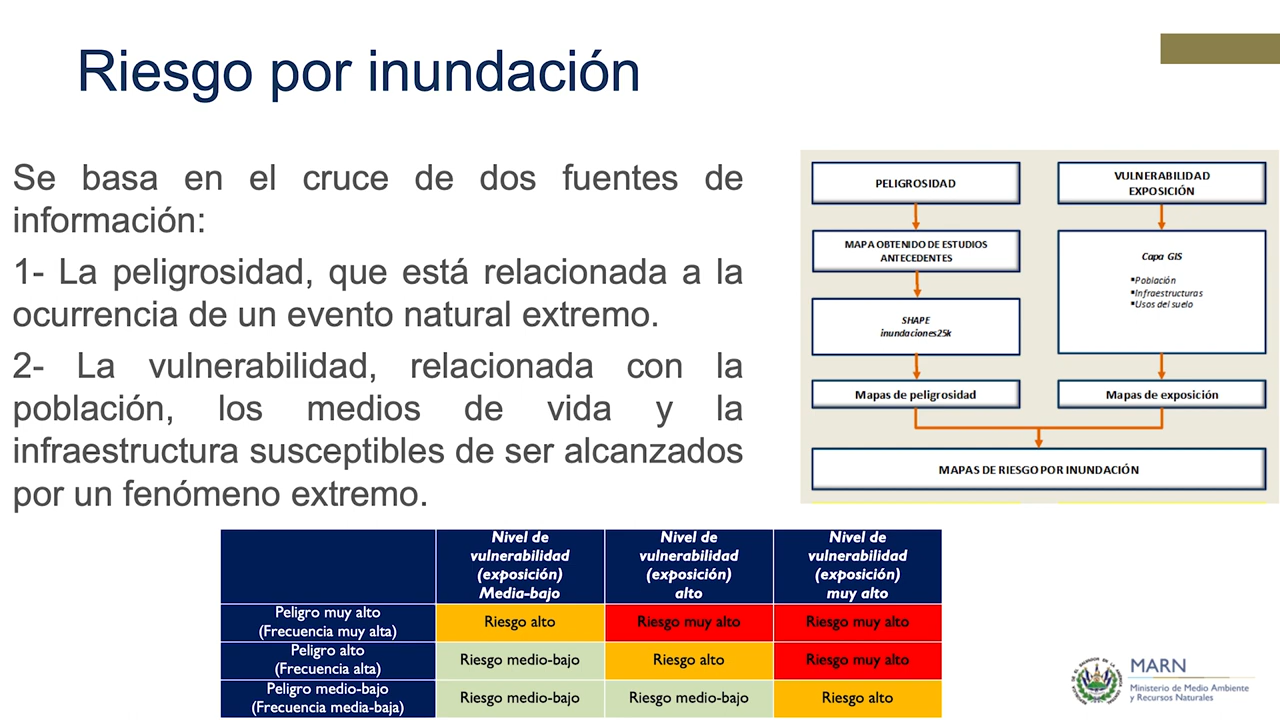 Riesgo por inundación
Se basa en el cruce de dos fuentes de
información:
1- La peligrosidad, que está relacionada a la
ocurrencia de un evento natural extremo.
2- La vulnerabilidad, relacionada con la
población, los medios de vida y la
infraestructura susceptibles de ser alcanzados
por un fenómeno extremo.
PELIGROSIDAD
MAPA OBTENIDO DE ESTUDIOS
ANTECEDENTES
SHAPE
inundaciones25k
Mapas de peligrosidad
VULNERABILIDAD
EXPOSICIÓN
Capa GIS
▪Población
▪Infraestructuras
▪Usos del suelo
Mapas de exposición
MAPAS DE RIESGO POR INUNDACIÓN
Nivel de
vulnerabilidad
(exposición)
Media-bajo
Nivel de
vulnerabilidad
(exposición)
alto
Nivel de
vulnerabilidad
(exposición)
muy alto
Peligro muy alto
(Frecuencia muy alta)
Riesgo alto
Riesgo muy alto
Riesgo muy alto
Peligro alto
(Frecuencia alta)
Riesgo medio-bajo
Riesgo alto
Riesgo muy alto
Peligro medio-bajo
(Frecuencia media-baja)
Riesgo medio-bajo
Riesgo medio-bajo
Riesgo alto
MARN
Ministerio de Medio Ambiente
y Recursos Naturales